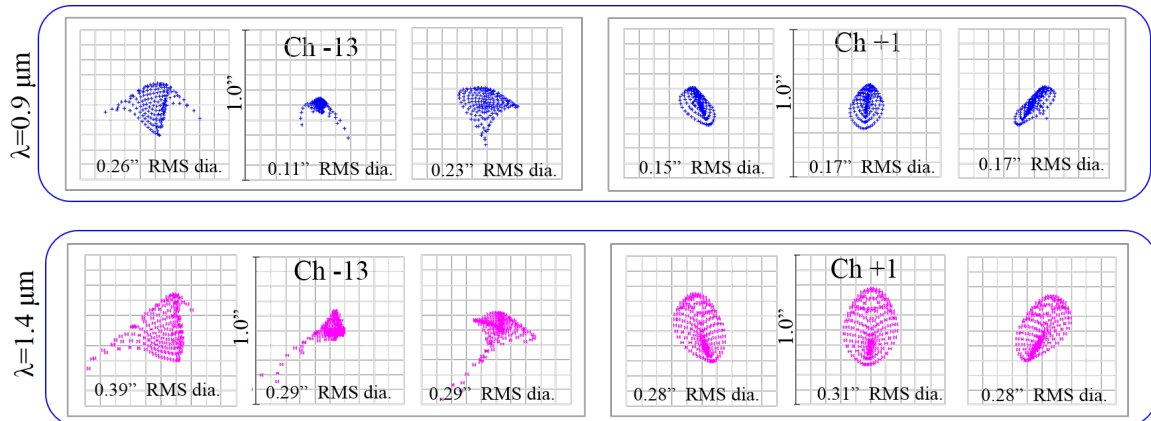 λ=0.9 μm
Ch -13
1.0”
0.26” RMS dia.
0.11” RMS dia.
0.23” RMS dia.
Ch +1
1.0”
0.15” RMS dia.
0.17” RMS dia.
0.17” RMS dia.
λ=1.4 μm
Ch -13
1.0”
0.39” RMS dia.
0.29” RMS dia.
0.29” RMS dia.
Ch +1
1.0”
0.28” RMS dia.
0.31” RMS dia.
0.28” RMS dia.